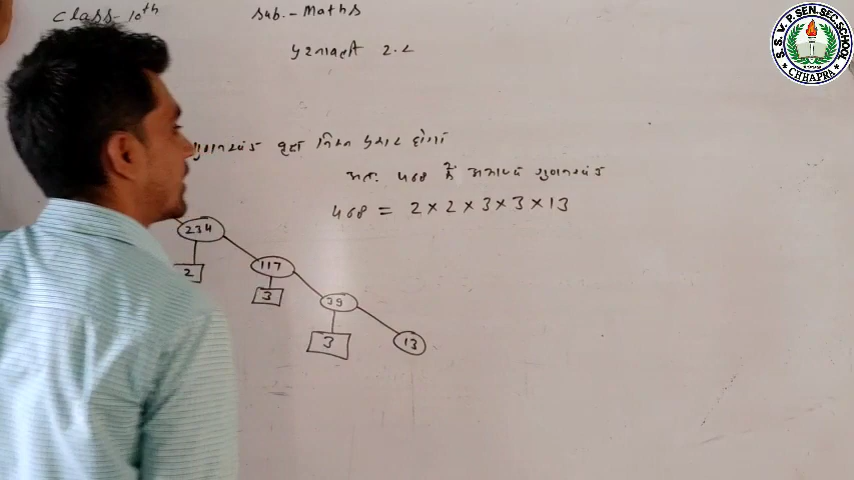 class - 10th
Sub. - Maths
प्रश्नावली 2.2
गुणनखंड वृक्ष निम्न प्रकार होगा
अतः 468 के अभाज्य गुणनखंड
468 = 2 × 2 × 3 × 3 × 13
234
2
117
3
39
3
13
S. S. V. P. SEN. SEC. SCHOOL
CHHAPRA